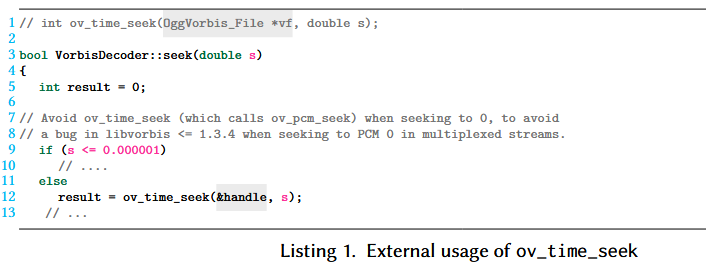 1 // int ov_time_seek(OggVorbis_File *vf, double s);
2
3 bool VorbisDecoder::seek(double s)
4 {
5 int result = 0;
6
7 // Avoid ov_time_seek (which calls ov_pcm_seek) when seeking to 0, to avoid
8 // a bug in libvorbis <= 1.3.4 when seeking to PCM 0 in multiplexed streams.
9 if (s <= 0.000001)
10 // ....
11 else
12 result = ov_time_seek(&handle, s);
13 // ...
Listing 1. External usage of ov_time_seek